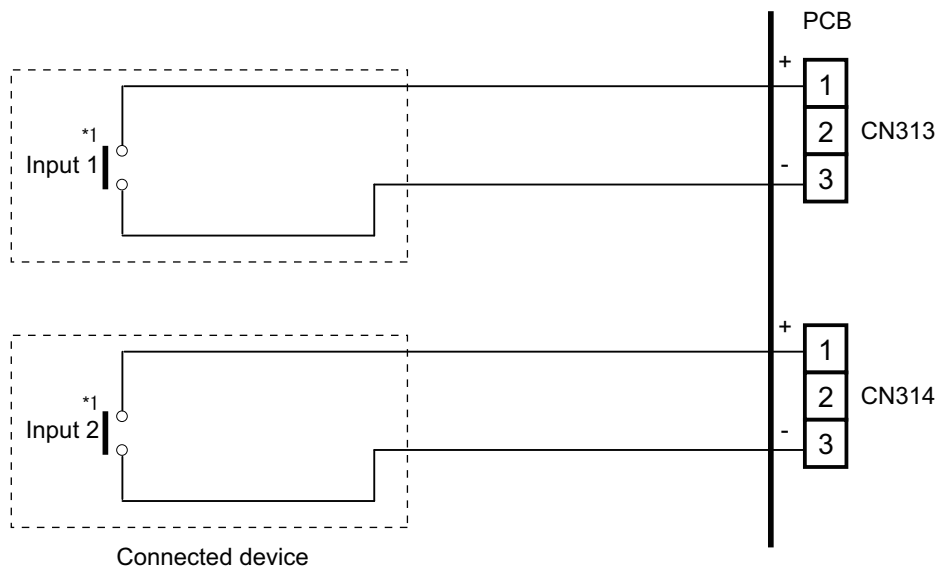 PCB
+
1
*1
2
CN313
Input 1
-
3
+
1
*1
2
CN314
Input 2
-
3
Connected device